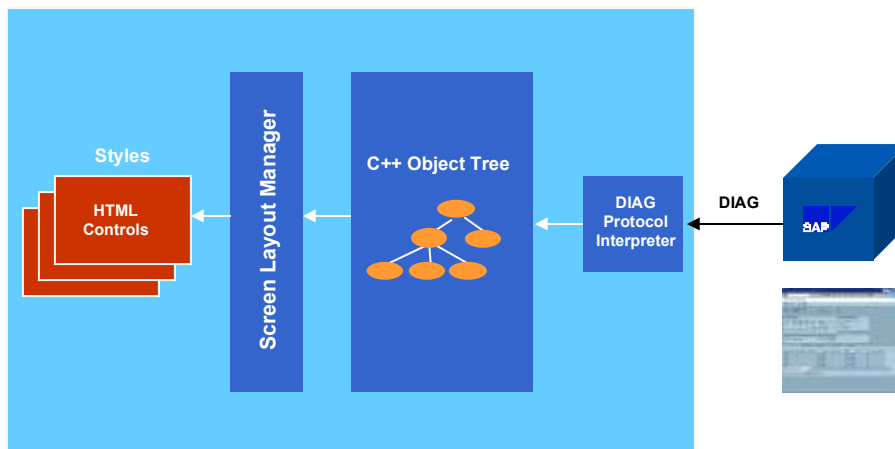 Styles
HTML
Controls
Screen Layout Manager
C++ Object Tree
DIAG
Protocol
Interpreter
DIAG
SAP